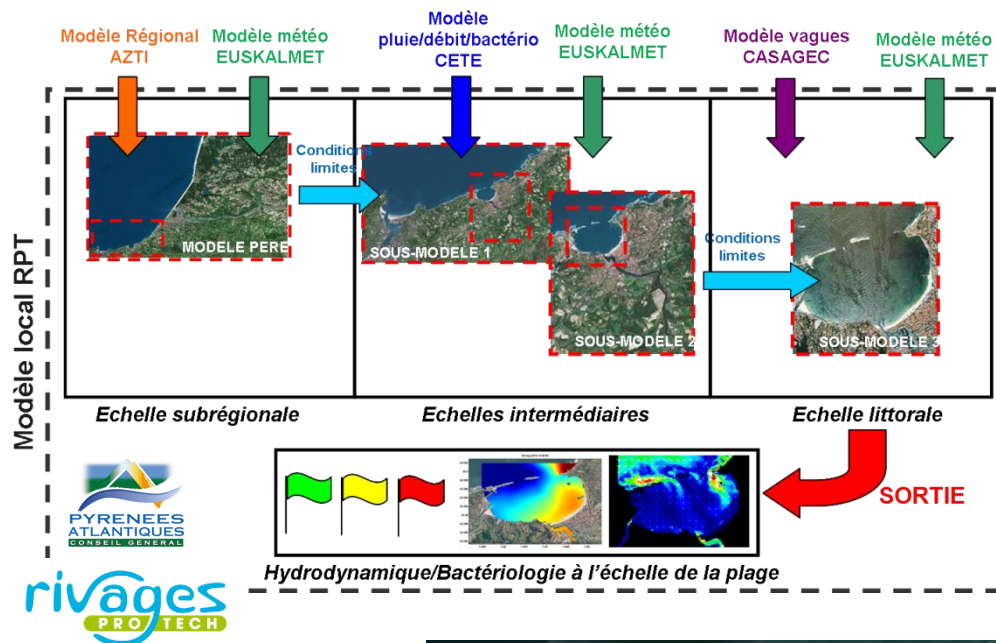 Modèle Régional
AZTI
Modèle météo
EUSKALMET
Modèle
pluie/débit/bactério
CETE
Modèle météo
EUSKALMET
Modèle vagues
CASAGEC
Modèle météo
EUSKALMET
Modèle local RPT
Conditions
limites
MODELE PERE
SOUS-MODELE 1
SOUS-MODELE 2
Conditions
limites
SOUS-MODELE 3
Echelle subrégionale
Echelles intermédiaires
Echelle littorale
SORTIE
PYRENEES
ATLANTIQUES
CONSEIL GENERAL
Hydrodynamique/Bactériologie à l'échelle de la plage
rivages
PRO TECH